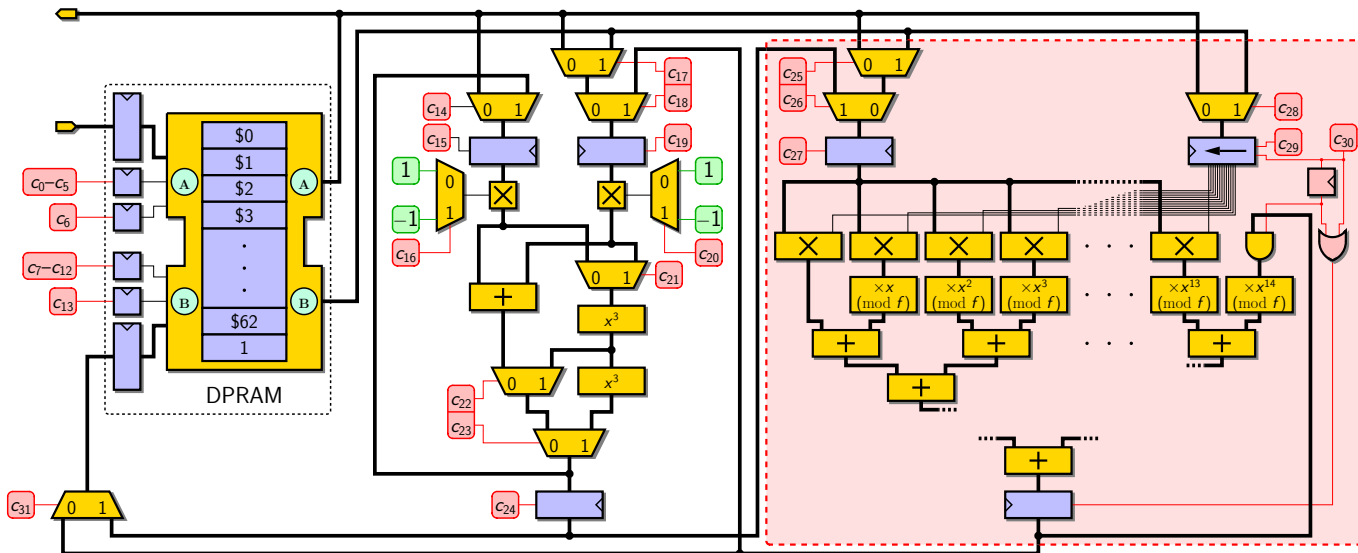 0 1
c17
0 1
c25
c26
1 0
c18
0 1
c14
0 1
0 1
c28
$0
c15
c19
c27
c29
c30
$1
1
0
1
0
1
c0–c5
A
A
$2
×
×
c6
$3
−1
1
1
−1
·
·
·
c16
c20
×
×
×
×
· · ·
×
c7–c12
0 1
c21
×x
(mod f)
×x²
(mod f)
×x³
(mod f)
· · ·
×x¹³
(mod f)
×x¹⁴
(mod f)
c13
B
B
+
$62
x³
1
+
+
· · ·
+
DPRAM
c22
0 1
x³
+
c23
0 1
+
c31
0 1
c24